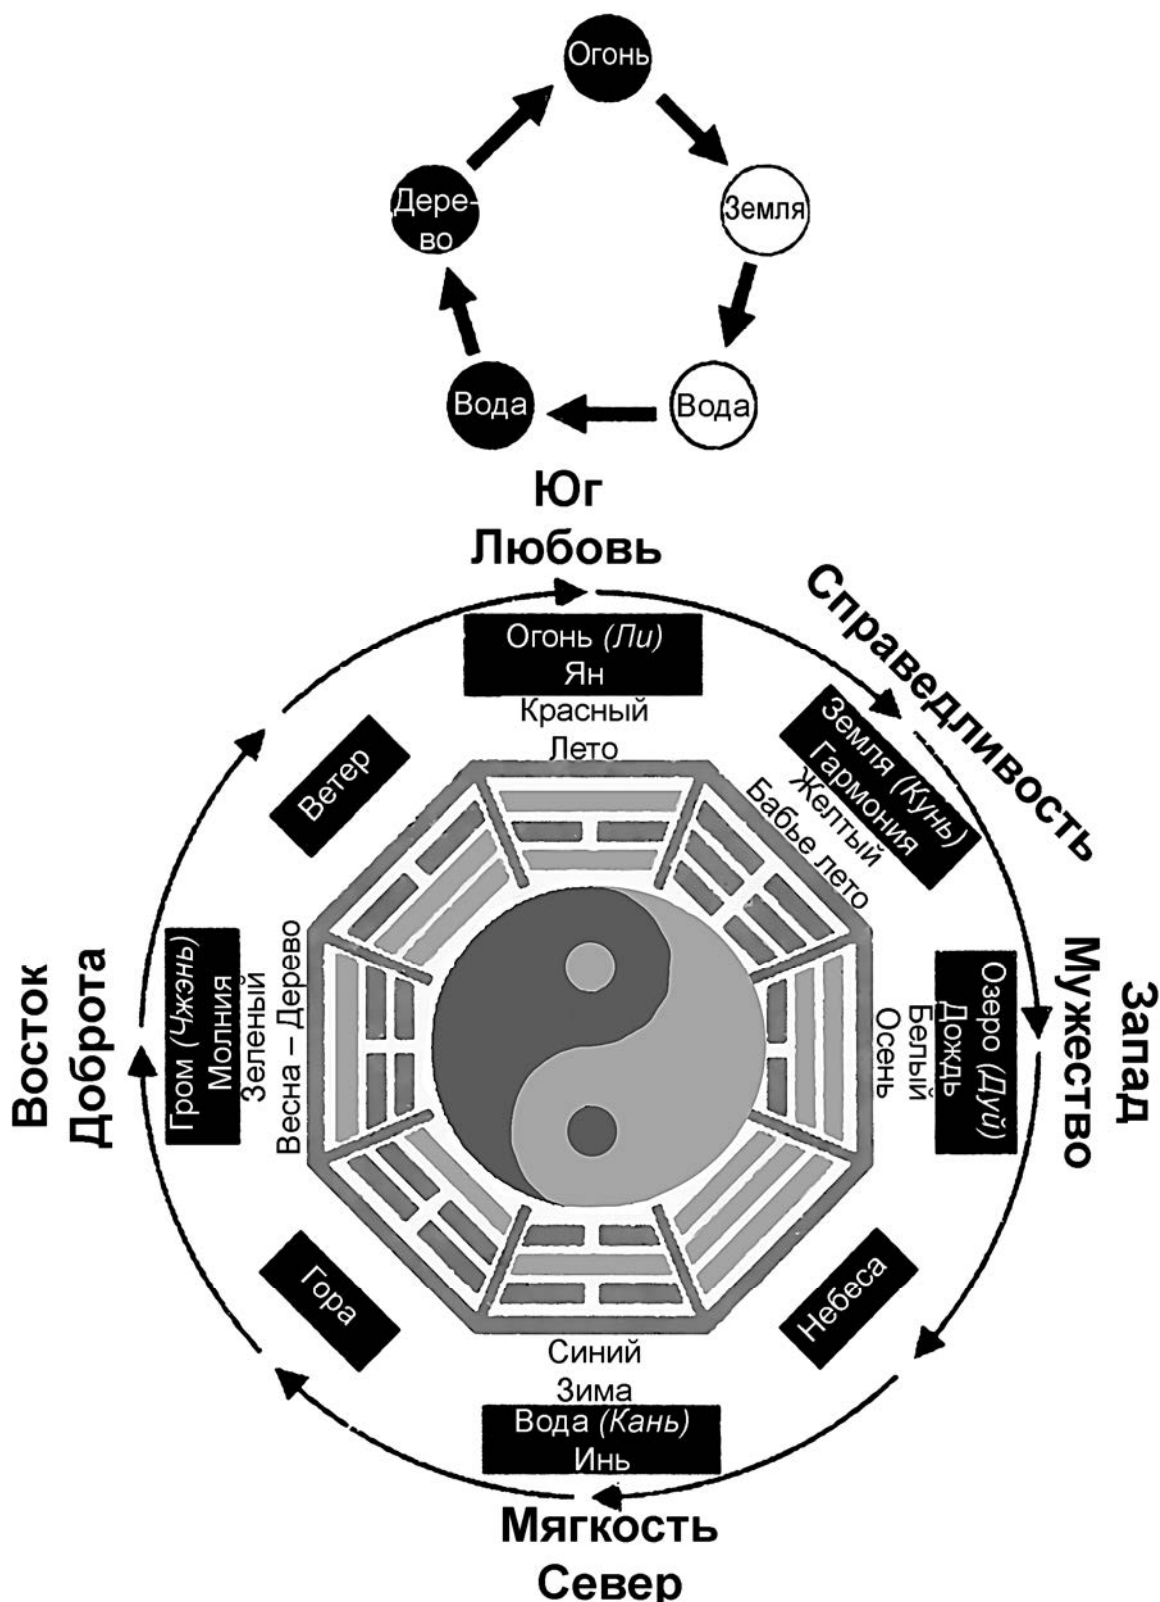 Огонь
Дере-
во
Земля
Вода
Вода
Юг
Любовь
Справедливость
Огонь (Ли)
Ян
Красный
Лето
Земля (Кунь)
Гармония
Желтый
Бабье лето
Ветер
Восток
Доброта
Гром (Чжэнь)
Молния
Зеленый
Весна – Дерево
Запад
Мужество
Озеро (Дуй)
Дождь
Белый
Осень
Гора
Небеса
Синий
Зима
Вода (Кань)
Инь
Мягкость
Север